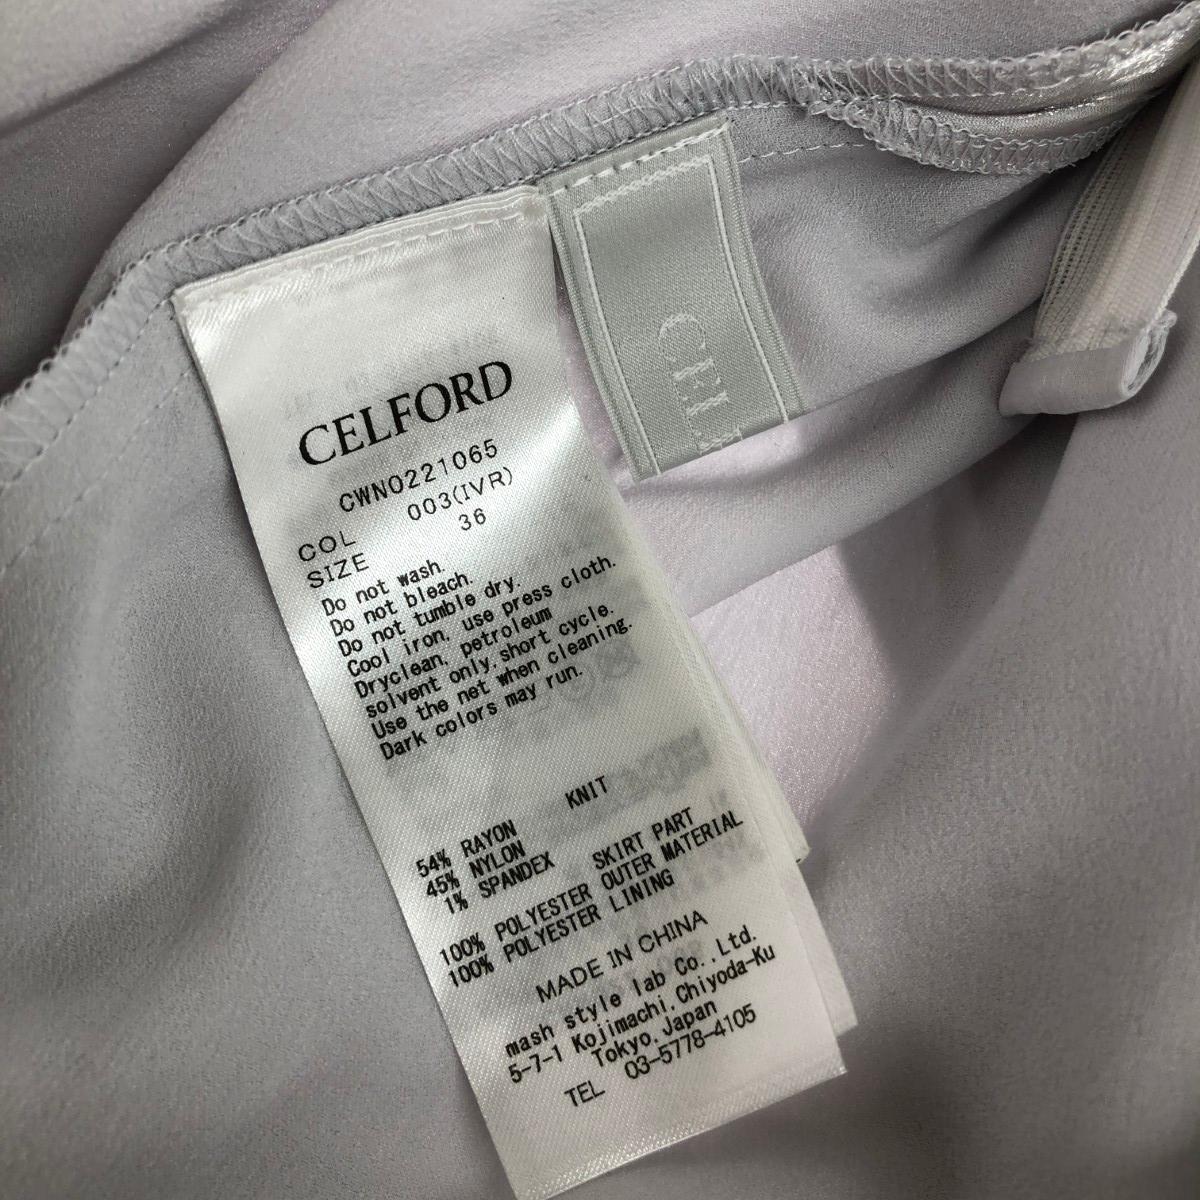 CELFORD
CWNO221065
COL 003(IVR)
SIZE 36
Do not wash.
Do not bleach.
Do not tumble dry.
Cool iron, use press cloth.
Dryclean, petroleum
solvent only.short cycle.
Use the net when cleaning.
Dark colors may run.
KNIT
54% RAYON
45% NYLON
1% SPANDEX
SKIRT PART
100% POLYESTER OUTER MATERIAL
100% POLYESTER LINING
MADE IN CHINA
mash style lab Co.,Ltd.
5-7-1 Kojimachi,Chiyoda-Ku
Tokyo,Japan
TEL 03-5778-4105